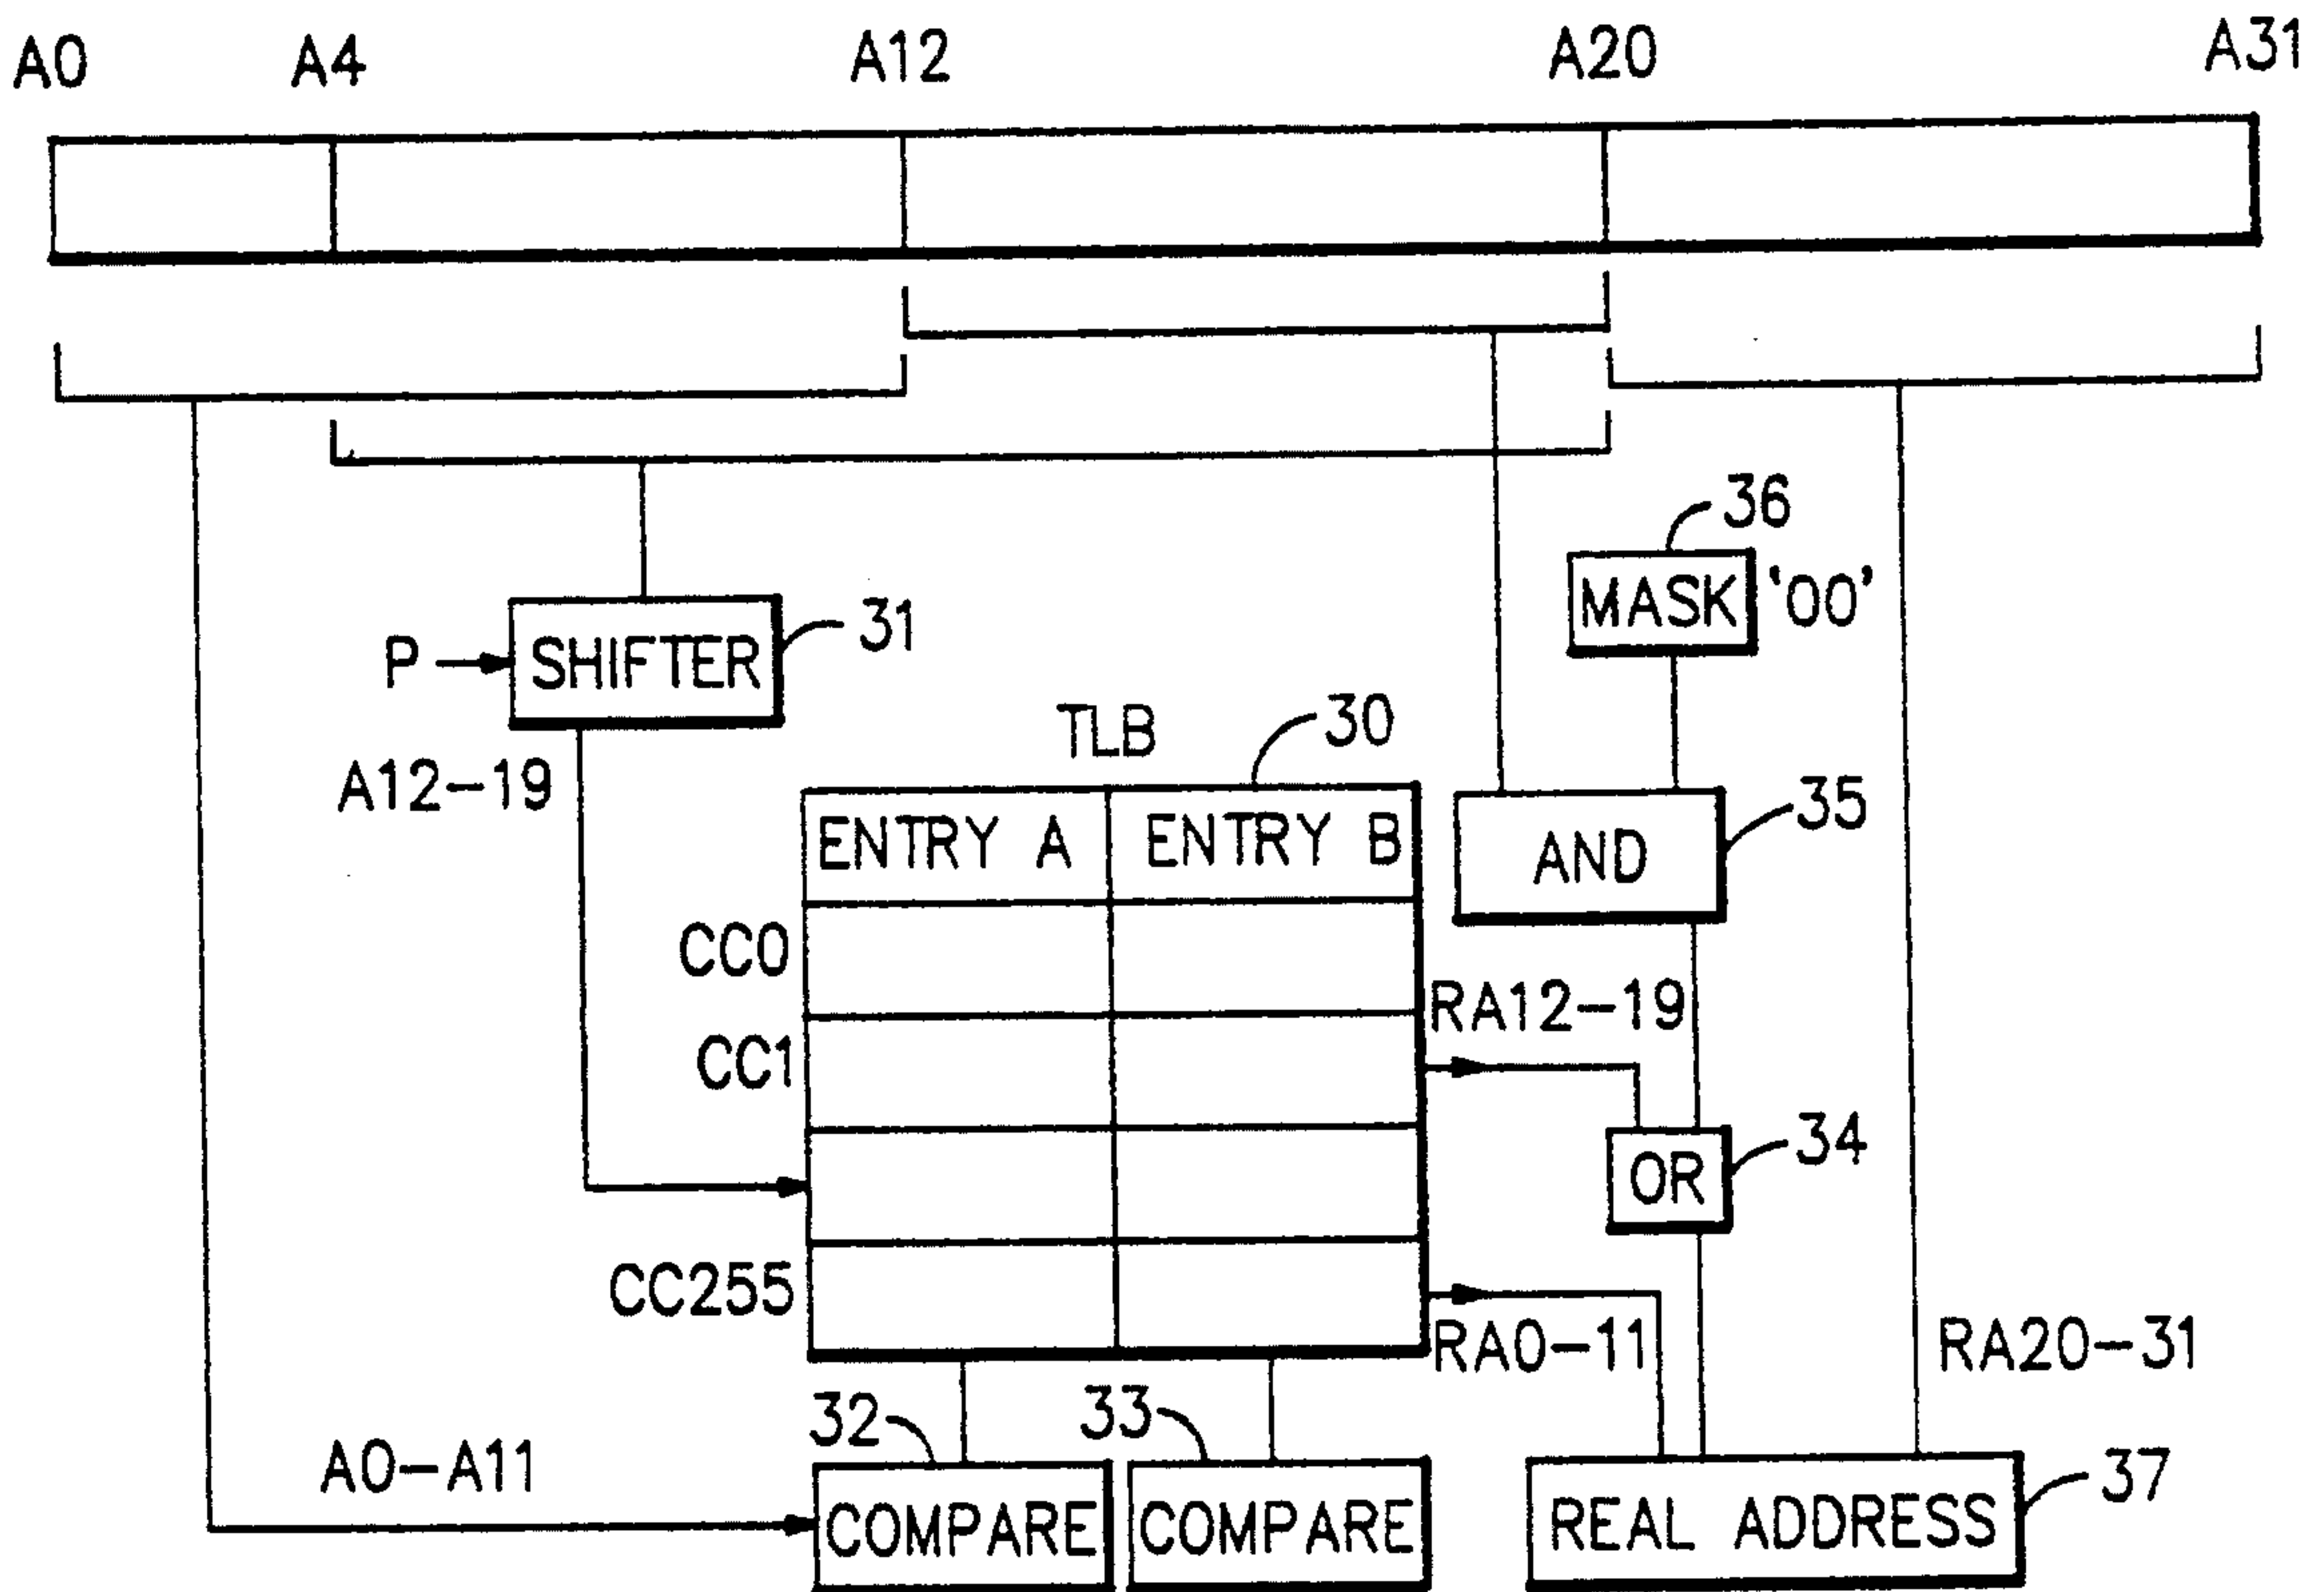 A0 A4 A12 A20 A31
36
MASK '00'
31
P SHIFTER
TLB 30
A12-19
35
ENTRY A ENTRY B AND
CC0
RA12-19
CC1
34
OR
CC255
RA0-11 RA20-31
32 33
A0-A11 37
COMPARE COMPARE REAL ADDRESS